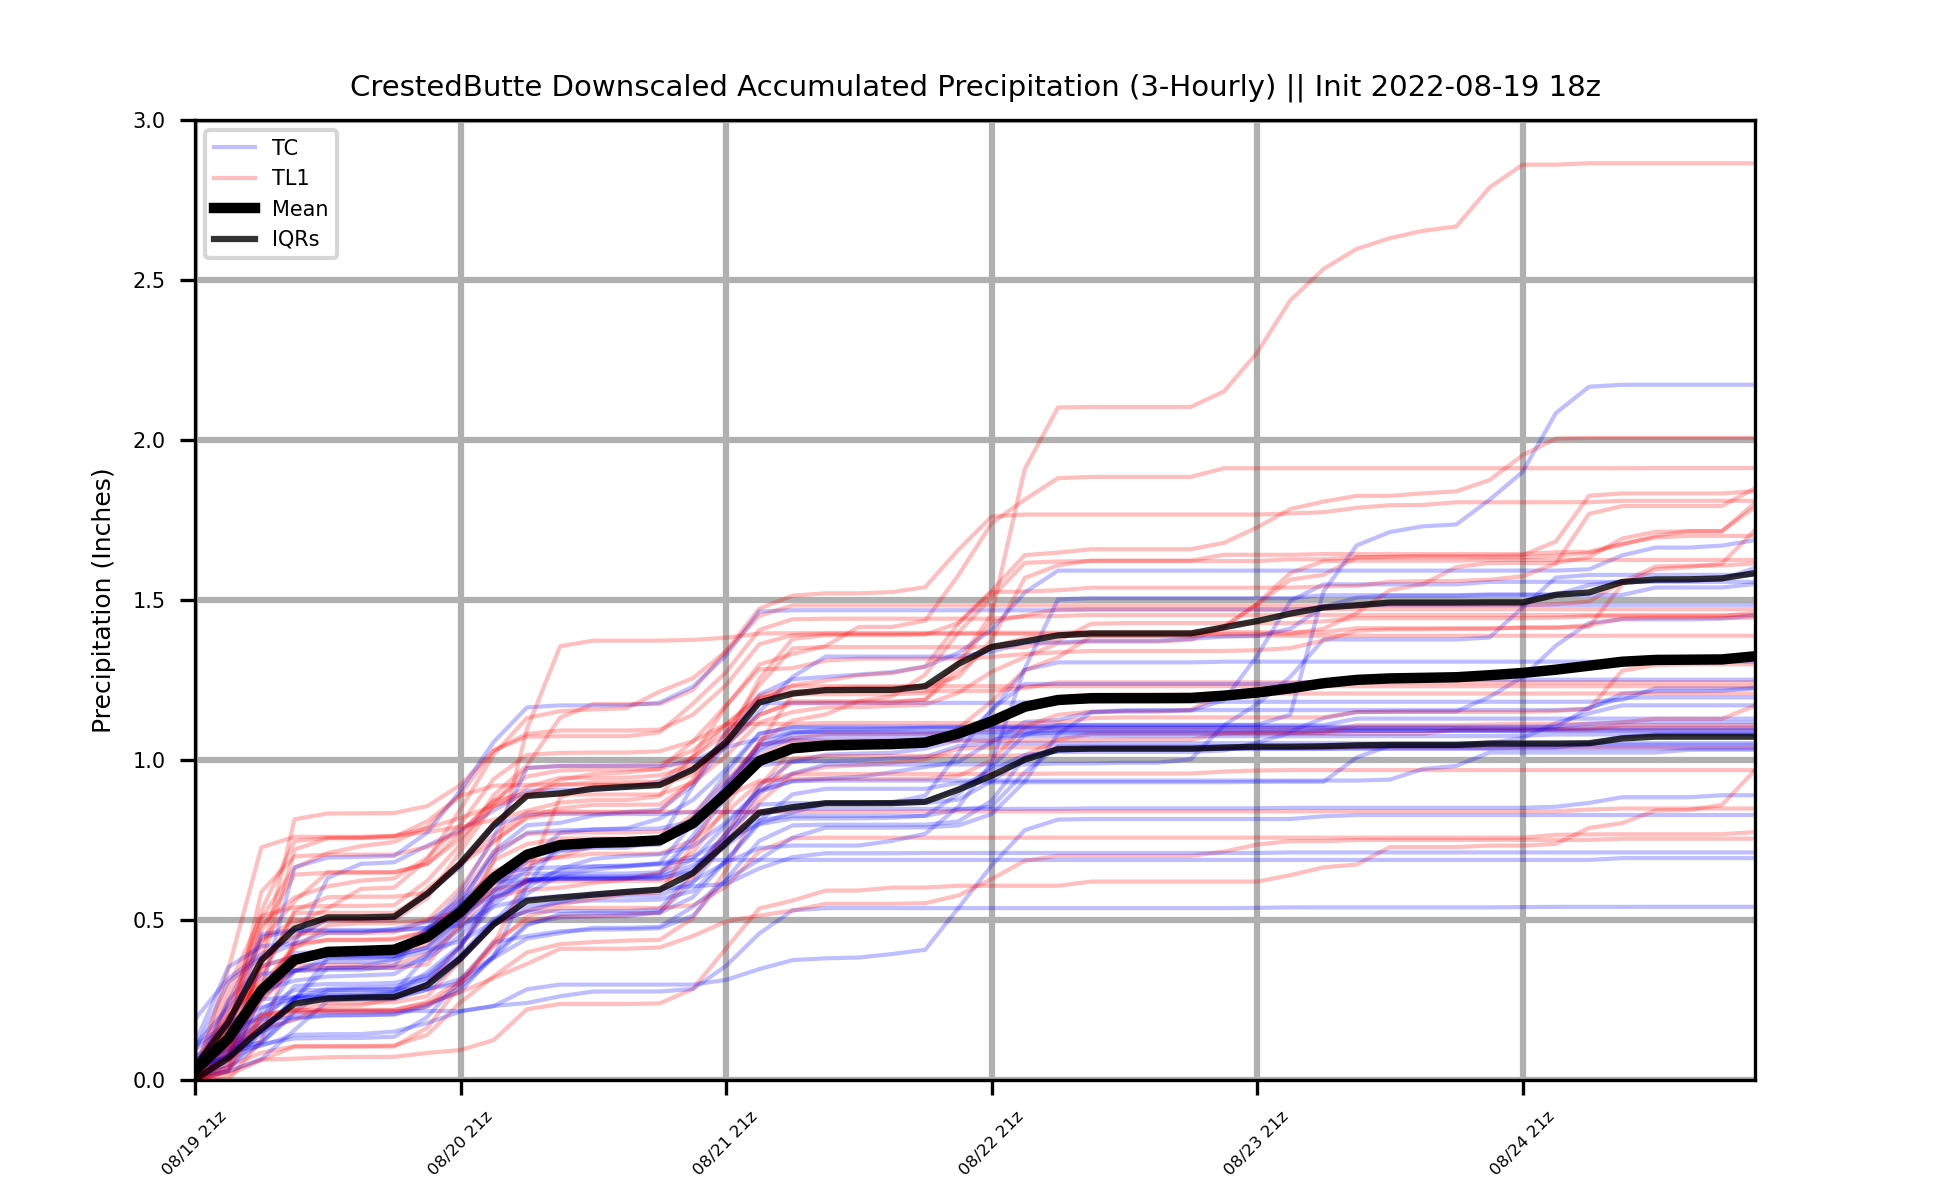 CrestedButte Downscaled Accumulated Precipitation (3-Hourly) || Init 2022-08-19 18z
Precipitation (Inches)
3.0
2.5
2.0
1.5
1.0
0.5
0.0
TC
TL1
Mean
IQRs
08/19 21z
08/20 21z
08/21 21z
08/22 21z
08/23 21z
08/24 21z